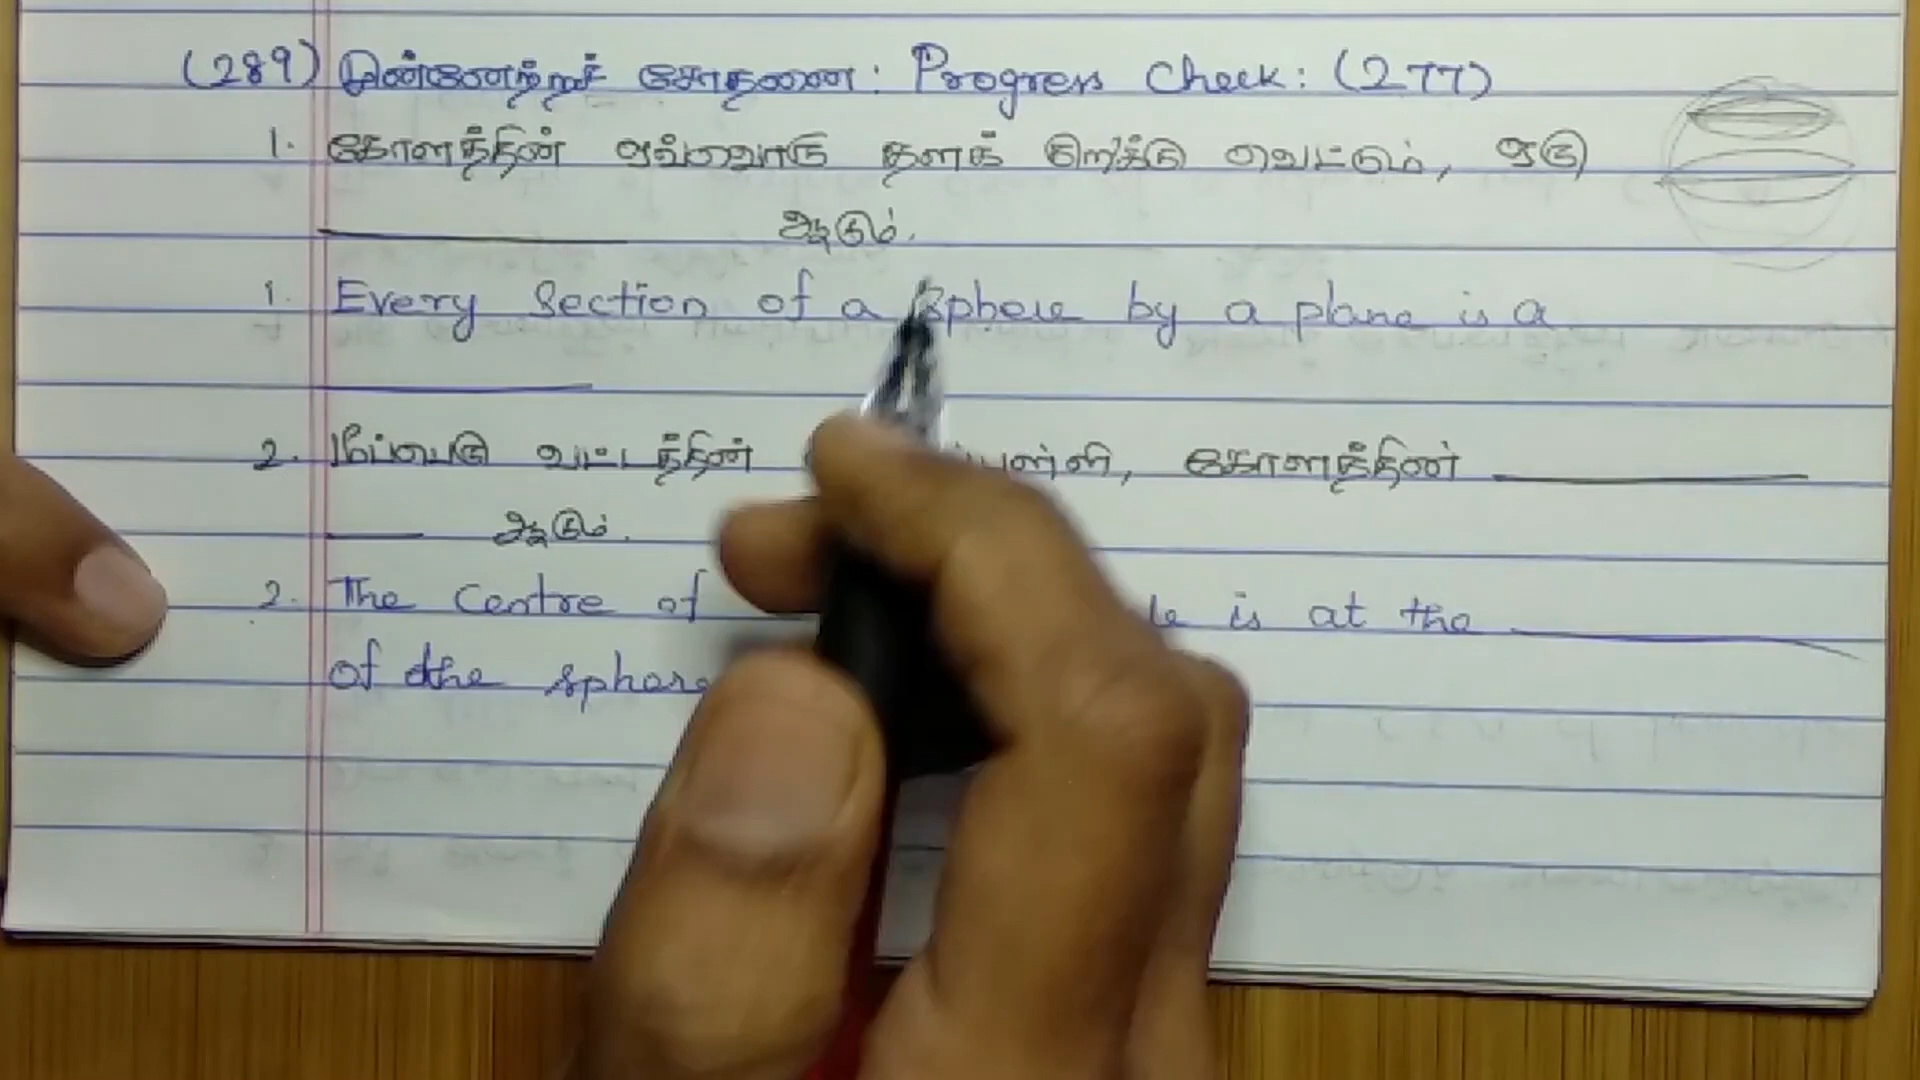 (289) முன்னேற்றச் சோதனை: Progress Check: (277)
1. கோளத்தின் ஒவ்வொரு தளக் குறுக்கு வெட்டும், ஒரு
ஆகும்.
1. Every Section of a Sphere by a plane is a
2. மீப்பெரு வட்டத்தின் கோளத்தின்
ஆகும்.
2. The Centre of is at the
of the sphere